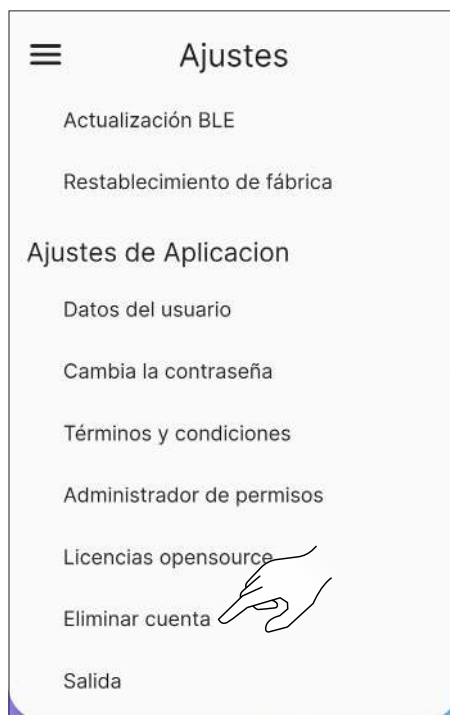 Ajustes
Actualización BLE
Restablecimiento de fábrica
Ajustes de Aplicacion
Datos del usuario
Cambia la contraseña
Términos y condiciones
Administrador de permisos
Licencias opensource
Eliminar cuenta
Salida